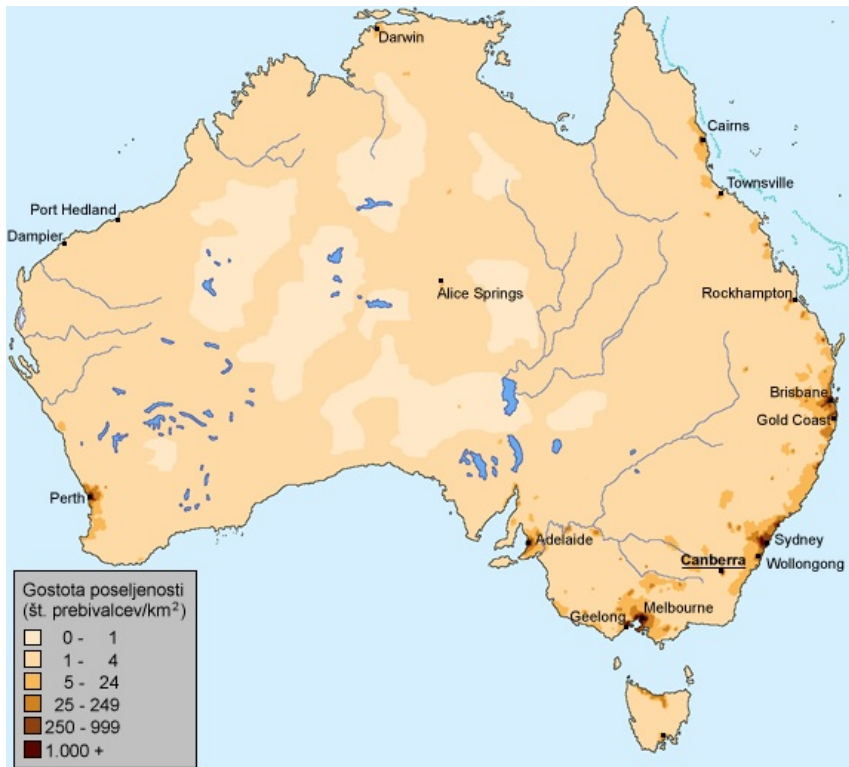 Darwin
Cairns
Townsville
Port Hedland
Dampier
Alice Springs
Rockhampton
Brisbane
Gold Coast
Perth
Adelaide
Sydney
Canberra
Wollongong
Geelong
Melbourne
Gostota poseljenosti
(št. prebivalcev/km²)
0 - 1
1 - 4
5 - 24
25 - 249
250 - 999
1.000 +